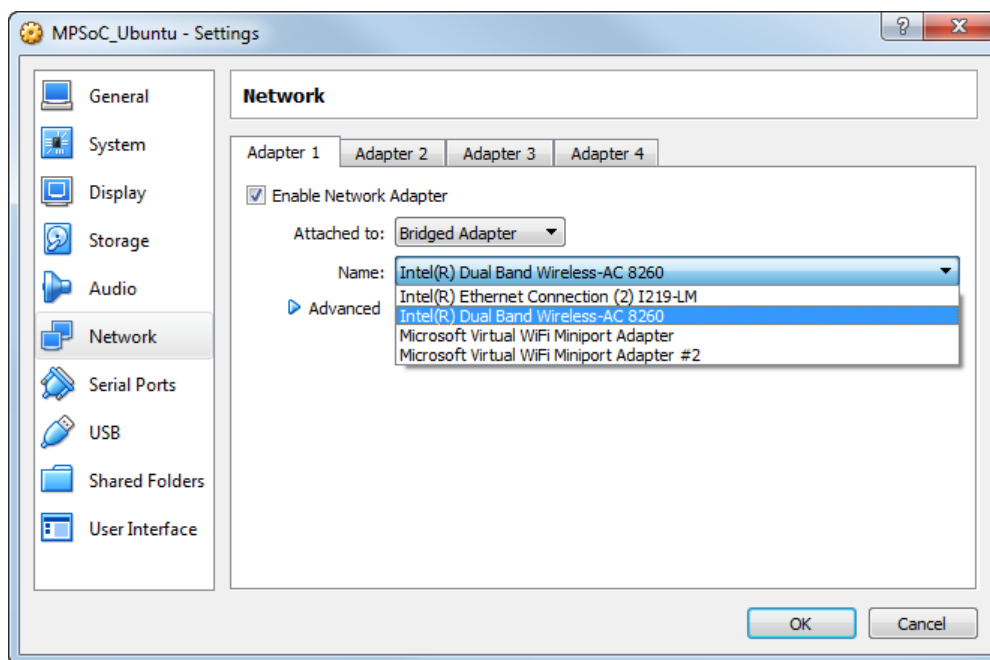 MPSoC_Ubuntu - Settings
?
General
System
Display
Storage
Audio
Network
Serial Ports
USB
Shared Folders
User Interface
Network
Adapter 1 Adapter 2 Adapter 3 Adapter 4
Enable Network Adapter
Attached to: Bridged Adapter
Name: Intel(R) Dual Band Wireless-AC 8260
Intel(R) Ethernet Connection (2) I219-LM
Intel(R) Dual Band Wireless-AC 8260
Microsoft Virtual WiFi Miniport Adapter
Microsoft Virtual WiFi Miniport Adapter #2
Advanced
OK Cancel